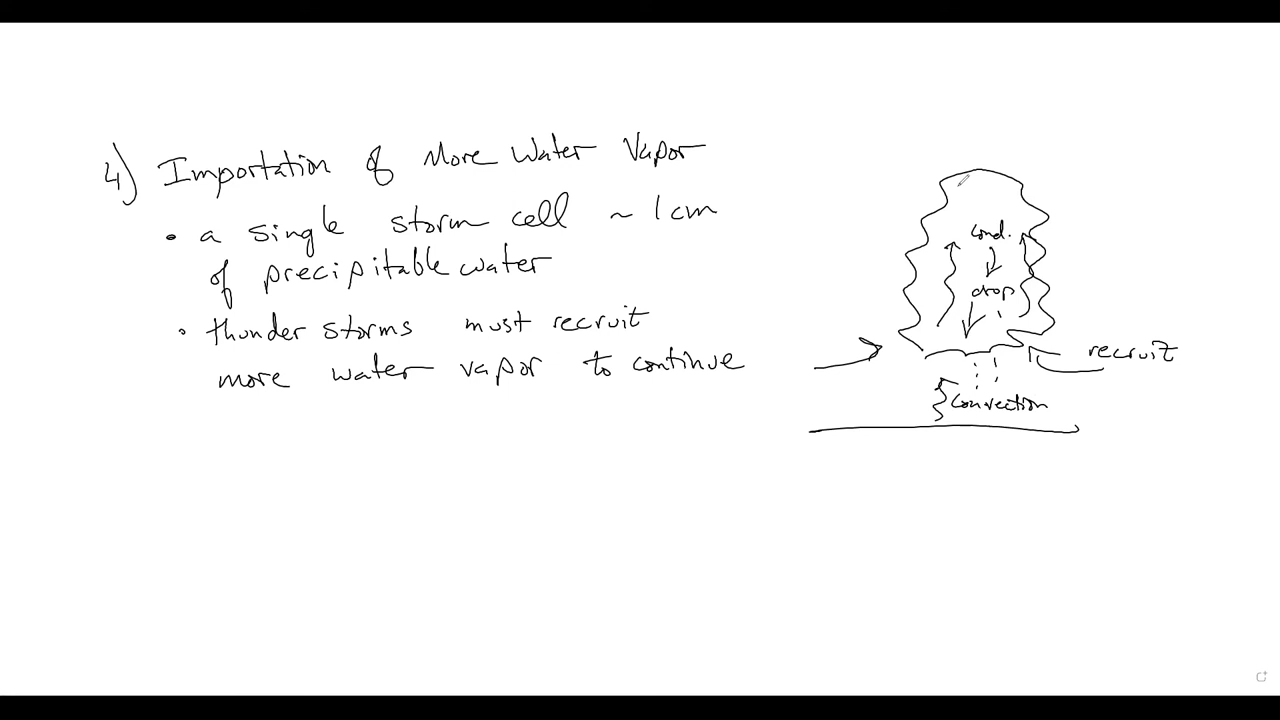 4) Importation of More Water Vapor
• a single storm cell ~ 1cm
of precipitable water
• thunder storms must recruit
more water vapor to continue
cond.
drop
recruit
convection